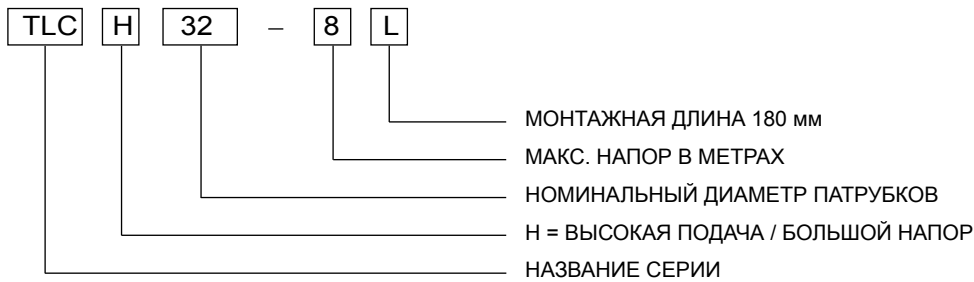 TLC H 32 – 8 L
МОНТАЖНАЯ ДЛИНА 180 мм
МАКС. НАПОР В МЕТРАХ
НОМИНАЛЬНЫЙ ДИАМЕТР ПАТРУБКОВ
Н = ВЫСОКАЯ ПОДАЧА / БОЛЬШОЙ НАПОР
НАЗВАНИЕ СЕРИИ